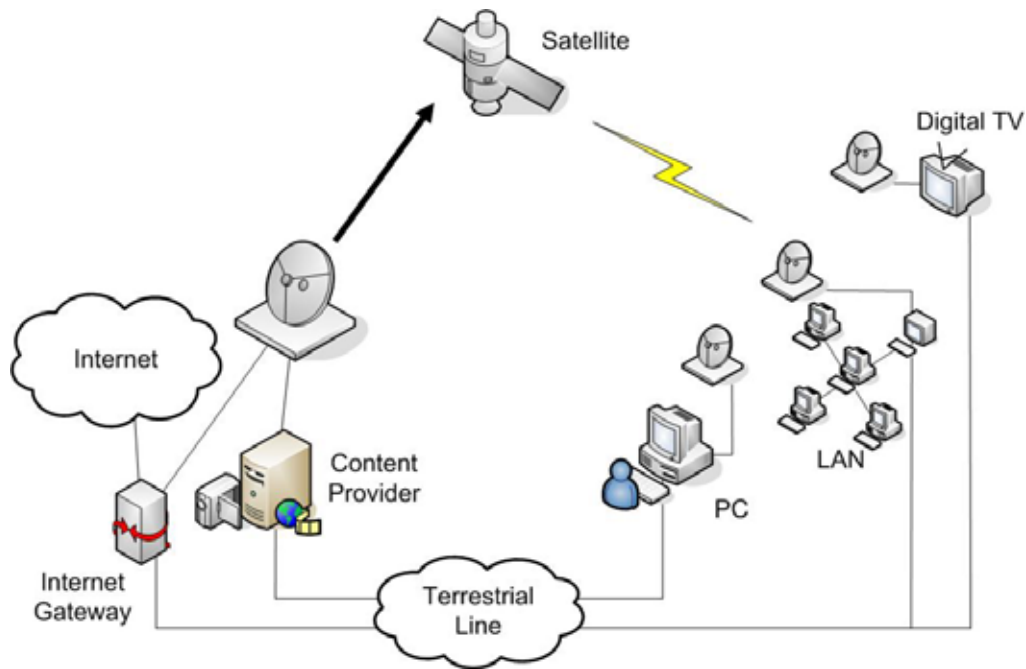 Satellite
Digital TV
Internet
Content
Provider
LAN
PC
Internet
Gateway
Terrestrial
Line